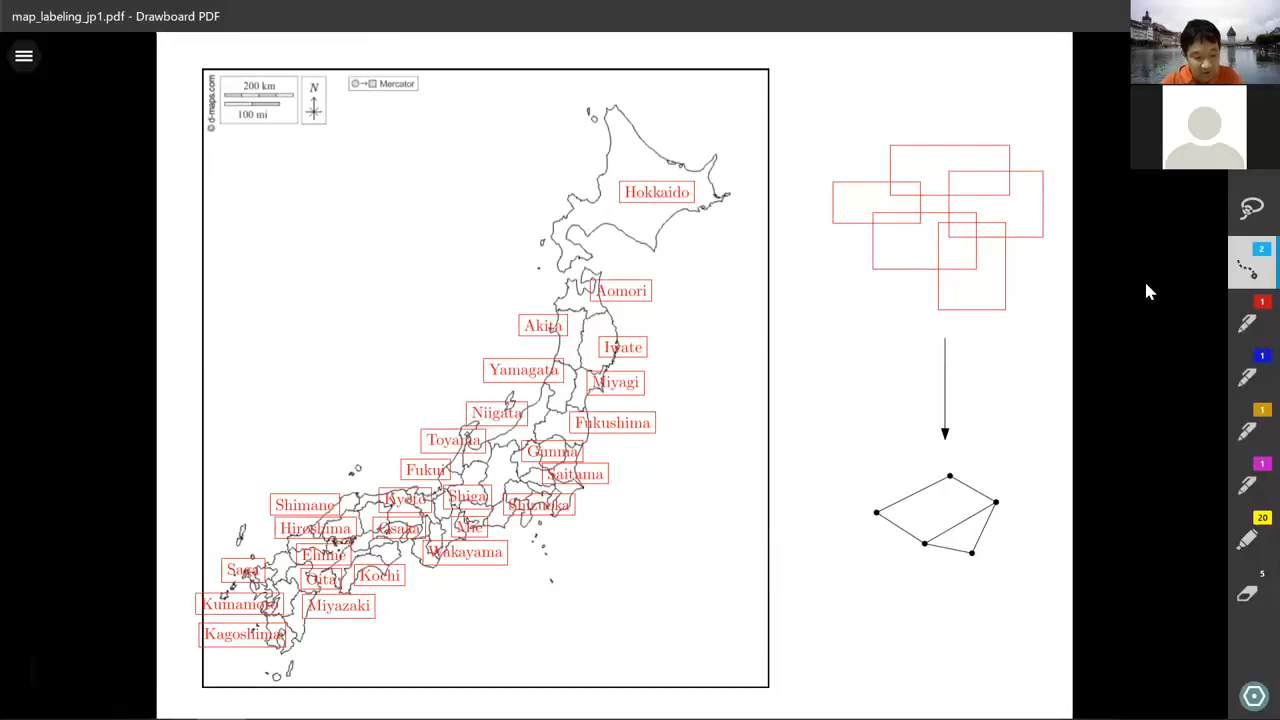 map_labeling_jp1.pdf - Drawboard PDF
© d-maps.com
200 km
100 mi
N
Mercator
Hokkaido
Aomori
Akita
Iwate
Yamagata
Miyagi
Niigata
Fukushima
Toyama
Gunma
Fukui
Saitama
Kyoto
Shiga
Shimane
Shizuoka
Hiroshima
Osaka
Mie
Ehime
Wakayama
Saga
Oita
Kochi
Kumamoto
Miyazaki
Kagoshima
2
1
1
1
1
20
5